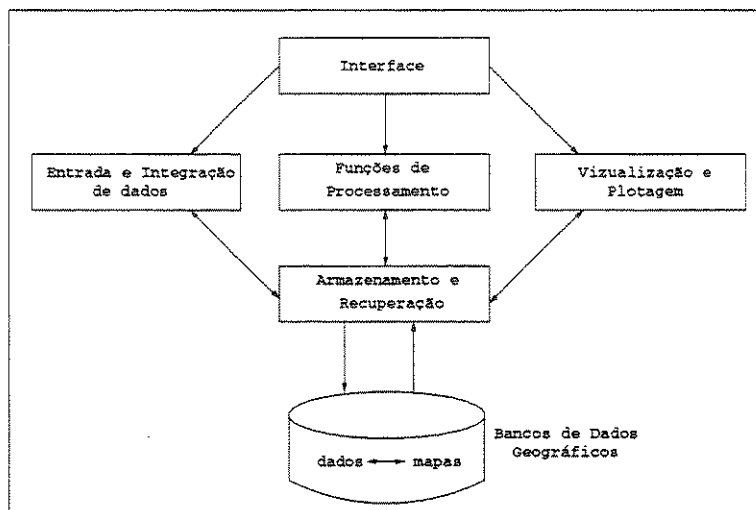 Interface
Entrada e Integração
de dados
Funções de
Processamento
Vizualização e
Plotagem
Armazenamento e
Recuperação
Bancos de Dados
Geográficos
dados
mapas